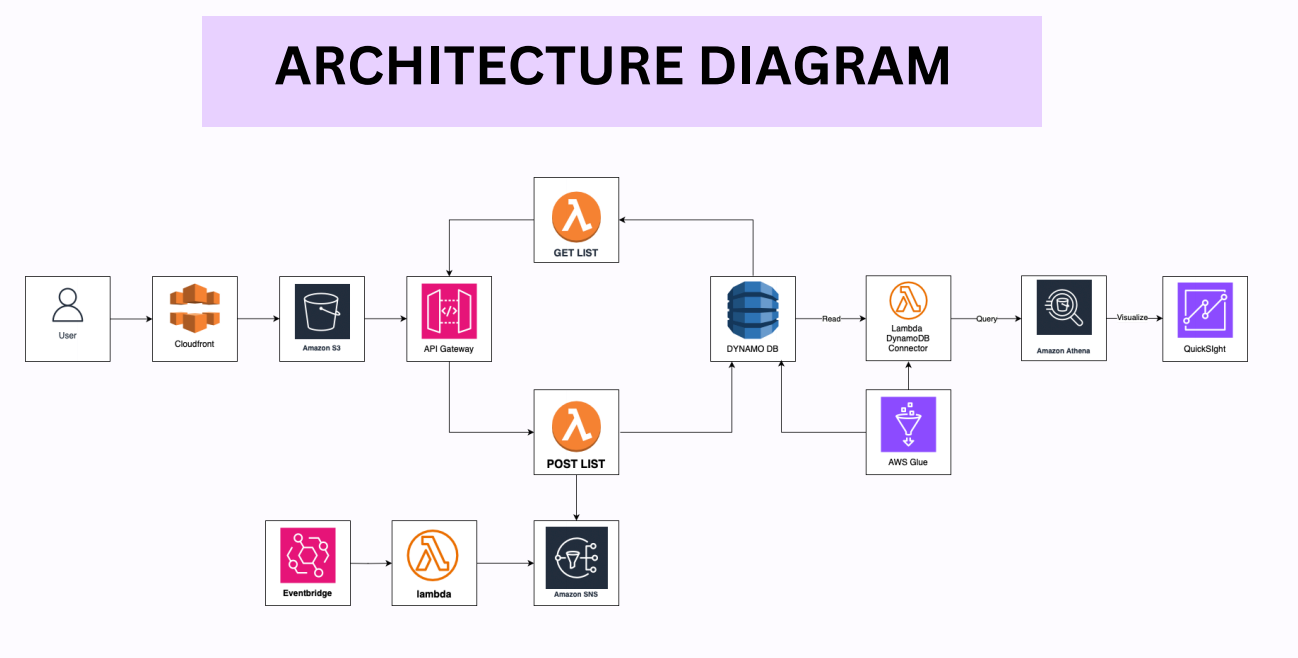 ARCHITECTURE DIAGRAM
GET LIST
User
Cloudfront
Amazon S3
API Gateway
DYNAMO DB
Read
Lambda
DynamoDB
Connector
Query
Amazon Athena
Visualize
QuickSIght
POST LIST
AWS Glue
Eventbridge
lambda
Amazon SNS